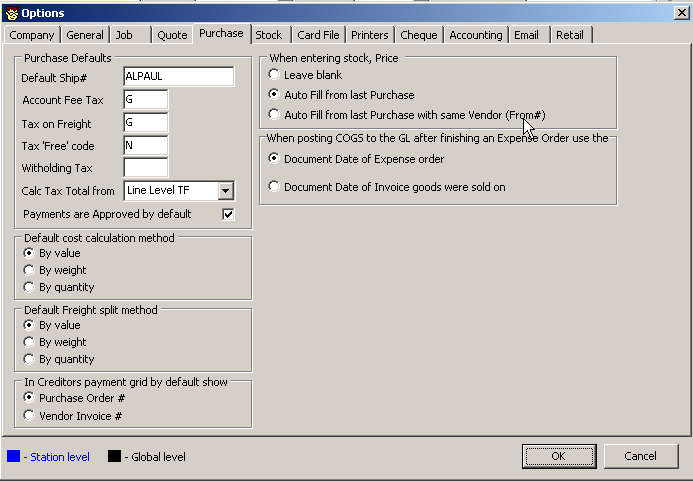 Options
Company General Job Quote Purchase Stock Card File Printers Cheque Accounting Email Retail
Purchase Defaults
Default Ship# ALPAUL
Account Fee Tax G
Tax on Freight G
Tax 'Free' code N
Witholding Tax
Calc Tax Total from Line Level TF
Payments are Approved by default
Default cost calculation method
By value
By weight
By quantity
Default Freight split method
By value
By weight
By quantity
In Creditors payment grid by default show
Purchase Order #
Vendor Invoice #
When entering stock, Price
Leave blank
Auto Fill from last Purchase
Auto Fill from last Purchase with same Vendor (From#)
When posting COGS to the GL after finishing an Expense Order use the
Document Date of Expense order
Document Date of Invoice goods were sold on
- Station level - Global level
OK Cancel